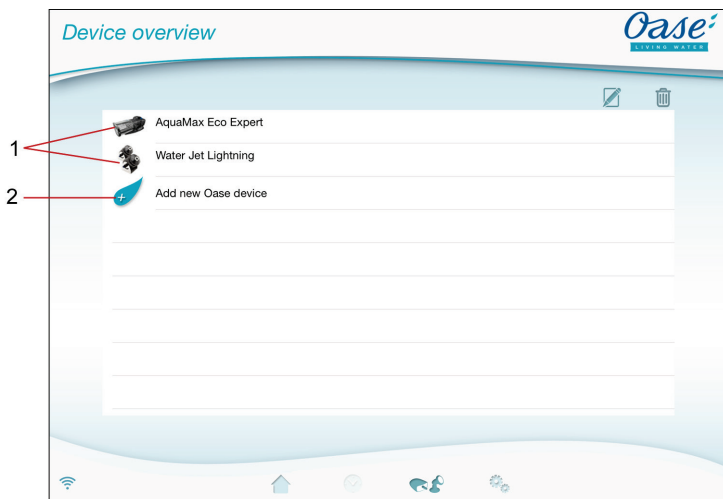 Device overview
Oase
LIVING WATER
AquaMax Eco Expert
1
Water Jet Lightning
2
Add new Oase device